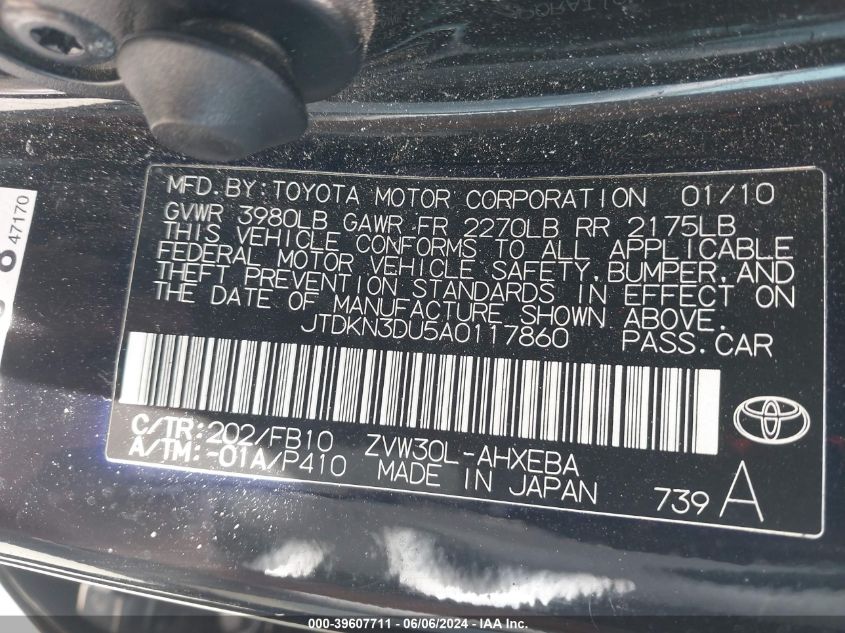 MFD. BY: TOYOTA MOTOR CORPORATION 01/10
GVWR 3980LB GAWR FR 2270LB RR 2175LB
THIS VEHICLE CONFORMS TO ALL APPLICABLE
FEDERAL MOTOR VEHICLE SAFETY, BUMPER, AND
THEFT PREVENTION STANDARDS IN EFFECT ON
THE DATE OF MANUFACTURE SHOWN ABOVE.
JTDKN3DU5A0117860 PASS.CAR
C/TR: 202/FB10 ZVW30L-AHXEBA
A/TM: -01A/P410 MADE IN JAPAN
739 A
47170
000-39607711 - 06/06/2024 - IAA Inc.